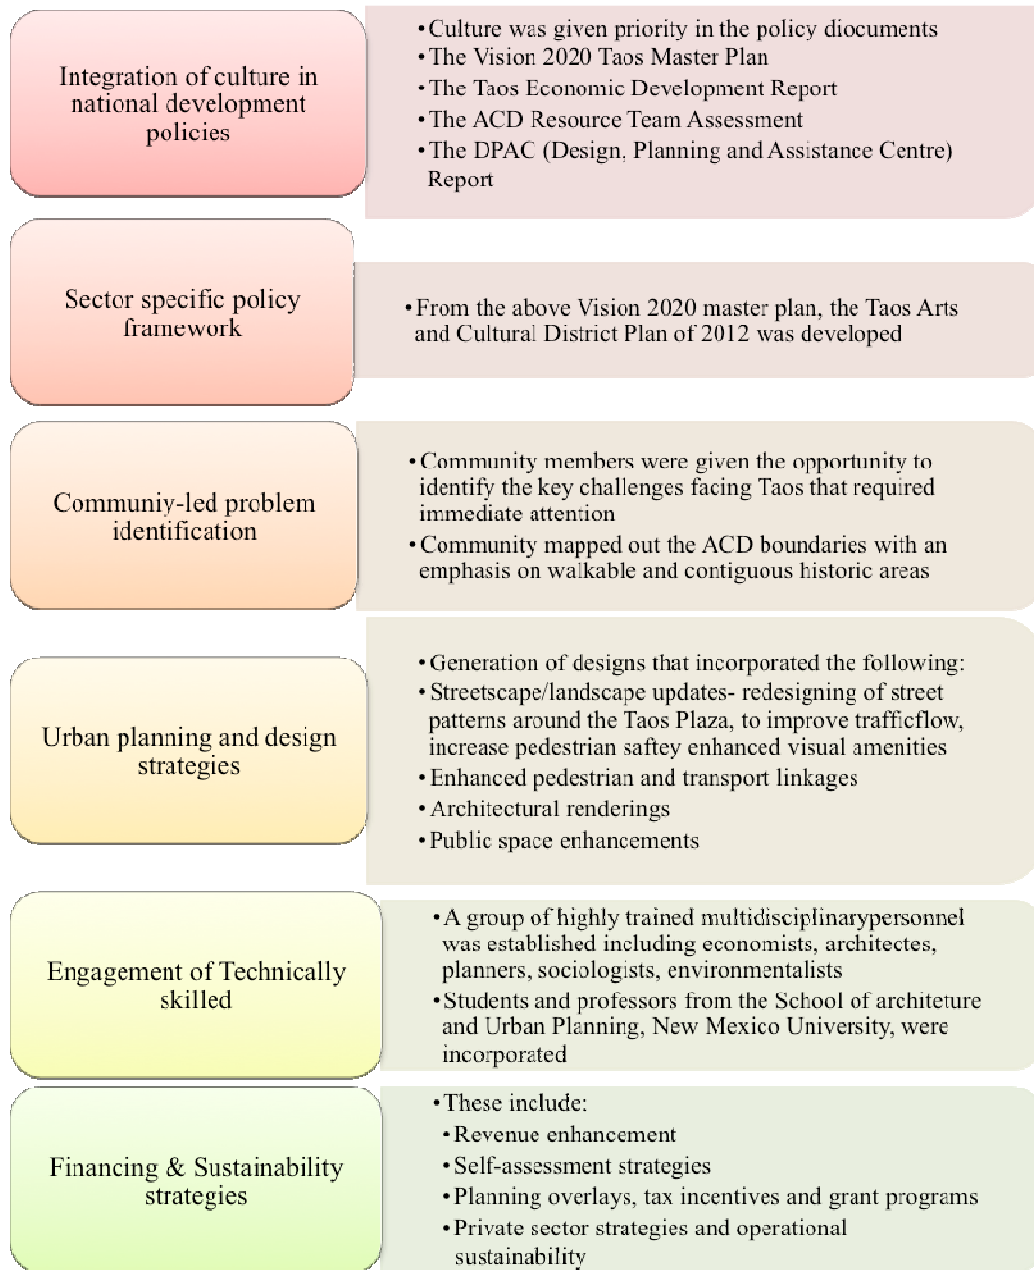 Integration of culture in
national development
policies
•Culture was given priority in the policy diocuments
•The Vision 2020 Taos Master Plan
•The Taos Economic Development Report
•The ACD Resource Team Assessment
•The DPAC (Design, Planning and Assistance Centre)
Report
Sector specific policy
framework
•From the above Vision 2020 master plan, the Taos Arts
and Cultural District Plan of 2012 was developed
Communiy-led problem
identification
•Community members were given the opportunity to
identify the key challenges facing Taos that required
immediate attention
•Community mapped out the ACD boundaries with an
emphasis on walkable and contiguous historic areas
Urban planning and design
strategies
•Generation of designs that incorporated the following:
•Streetscape/landscape updates- redesigning of street
patterns around the Taos Plaza, to improve trafficflow,
increase pedestrian saftey enhanced visual amenities
•Enhanced pedestrian and transport linkages
•Architectural renderings
•Public space enhancements
Engagement of Technically
skilled
•A group of highly trained multidisciplinarypersonnel
was established including economists, architectes,
planners, sociologists, environmentalists
•Students and professors from the School of architeture
and Urban Planning, New Mexico University, were
incorporated
Financing & Sustainability
strategies
•These include:
•Revenue enhancement
•Self-assessment strategies
•Planning overlays, tax incentives and grant programs
•Private sector strategies and operational
sustainability